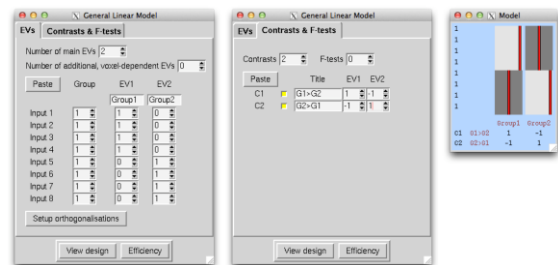 General Linear Model
EVs Contrasts & F-tests
Number of main EVs 2
Number of additional, voxel-dependent EVs 0
Paste Group EV1 EV2
Group1 Group2
Input 1 1 1 0
Input 2 1 1 0
Input 3 1 1 0
Input 4 1 1 0
Input 5 1 0 1
Input 6 1 0 1
Input 7 1 0 1
Input 8 1 0 1
Setup orthogonalisations
View design Efficiency
General Linear Model
EVs Contrasts & F-tests
Contrasts 2 F-tests 0
Paste Title EV1 EV2
C1 G1>G2 1 -1
C2 G2>G1 -1 1
View design Efficiency
Model
1
1
1
1
1
1
1
1
Group1 Group2
C1 G1>G2 1 -1
C2 G2>G1 -1 1